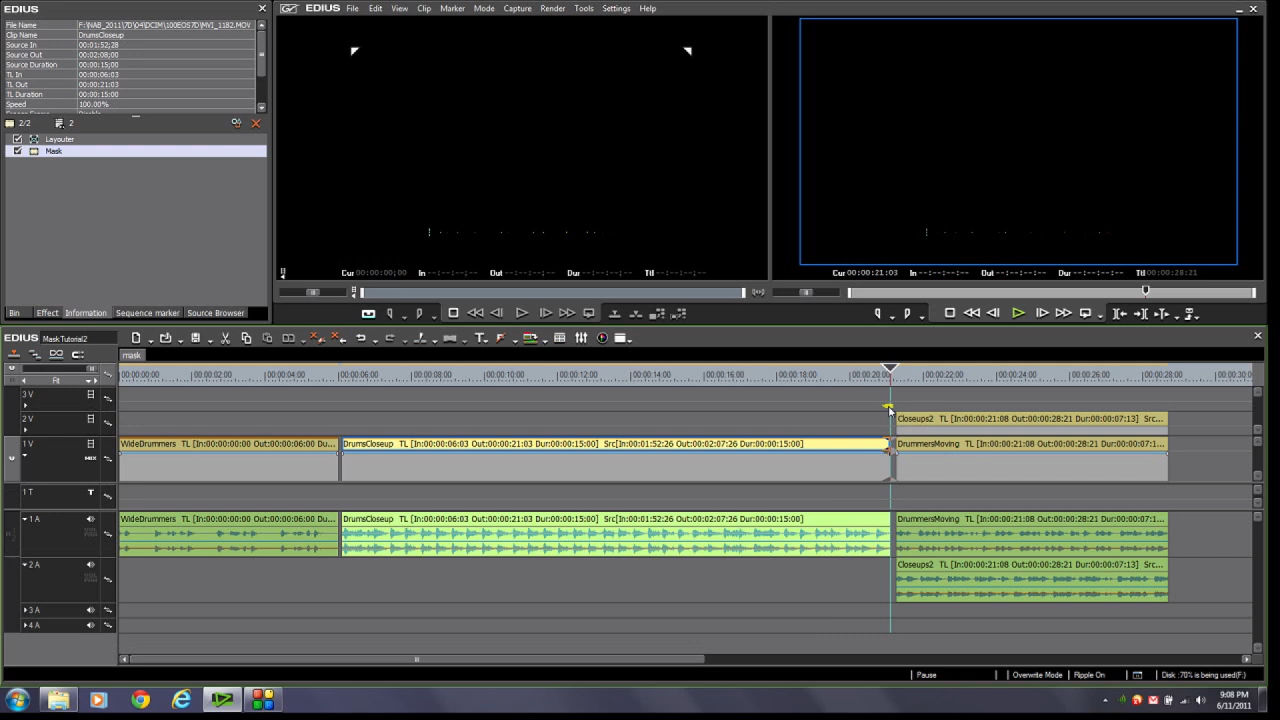 EDIUS
File Name F:\NAB_2011\7D\04\DCIM\100EOS7D\MVI_1182.MOV
Clip Name DrumsCloseup
Source In 00:01:52;28
Source Out 00:02:08;00
Source Duration 00:00:15;00
TL In 00:00:06:03
TL Out 00:00:21:03
TL Duration 00:00:15:00
Speed 100.00%
2/2 2
Layouter
Mask
Bin Effect Information Sequence marker Source Browser
EDIUS File Edit View Clip Marker Mode Capture Render Tools Settings Help
Cur 00:00:00;00 In --:--:--;-- Out --:--:--;-- Dur --:--:--;-- Ttl --:--:--;--
Cur 00:00:21:03 In --:--:--:-- Out --:--:--:-- Dur --:--:--:-- Ttl 00:00:28:21
EDIUS MaskTutorial2
mask
Fit
00:00:00:00 00:00:02:00 00:00:04:00 00:00:06:00 00:00:08:00 00:00:10:00 00:00:12:00 00:00:14:00 00:00:16:00 00:00:18:00 00:00:20:00 00:00:22:00 00:00:24:00 00:00:26:00 00:00:28:00 00:00:30:00
3 V
2 V Closeups2 TL [In:00:00:21:08 Out:00:00:28:21 Dur:00:00:07:13] Src...
1 V WideDrummers TL [In:00:00:00:00 Out:00:00:06:00 Du... DrumsCloseup TL [In:00:00:06:03 Out:00:00:21:03 Dur:00:00:15:00] Src[In:00:01:52:26 Out:00:02:07:26 Dur:00:00:15:00] DrummersMoving TL [In:00:00:21:08 Out:00:00:28:21 Dur:00:00:07:1...
MIX
1 T T
1 A WideDrummers TL [In:00:00:00:00 Out:00:00:06:00 Du... DrumsCloseup TL [In:00:00:06:03 Out:00:00:21:03 Dur:00:00:15:00] Src[In:00:01:52:26 Out:00:02:07:26 Dur:00:00:15:00] DrummersMoving TL [In:00:00:21:08 Out:00:00:28:21 Dur:00:00:07:1...
2 A Closeups2 TL [In:00:00:21:08 Out:00:00:28:21 Dur:00:00:07:13] Src...
3 A
4 A
Pause Overwrite Mode Ripple On Disk :70% is being used(F:)
9:08 PM
6/11/2011